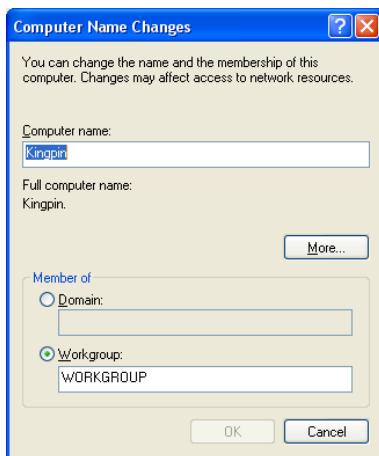 Computer Name Changes
You can change the name and the membership of this
computer. Changes may affect access to network resources.
Computer name:
Kingpin
Full computer name:
Kingpin.
More...
Member of
Domain:
Workgroup:
WORKGROUP
OK Cancel